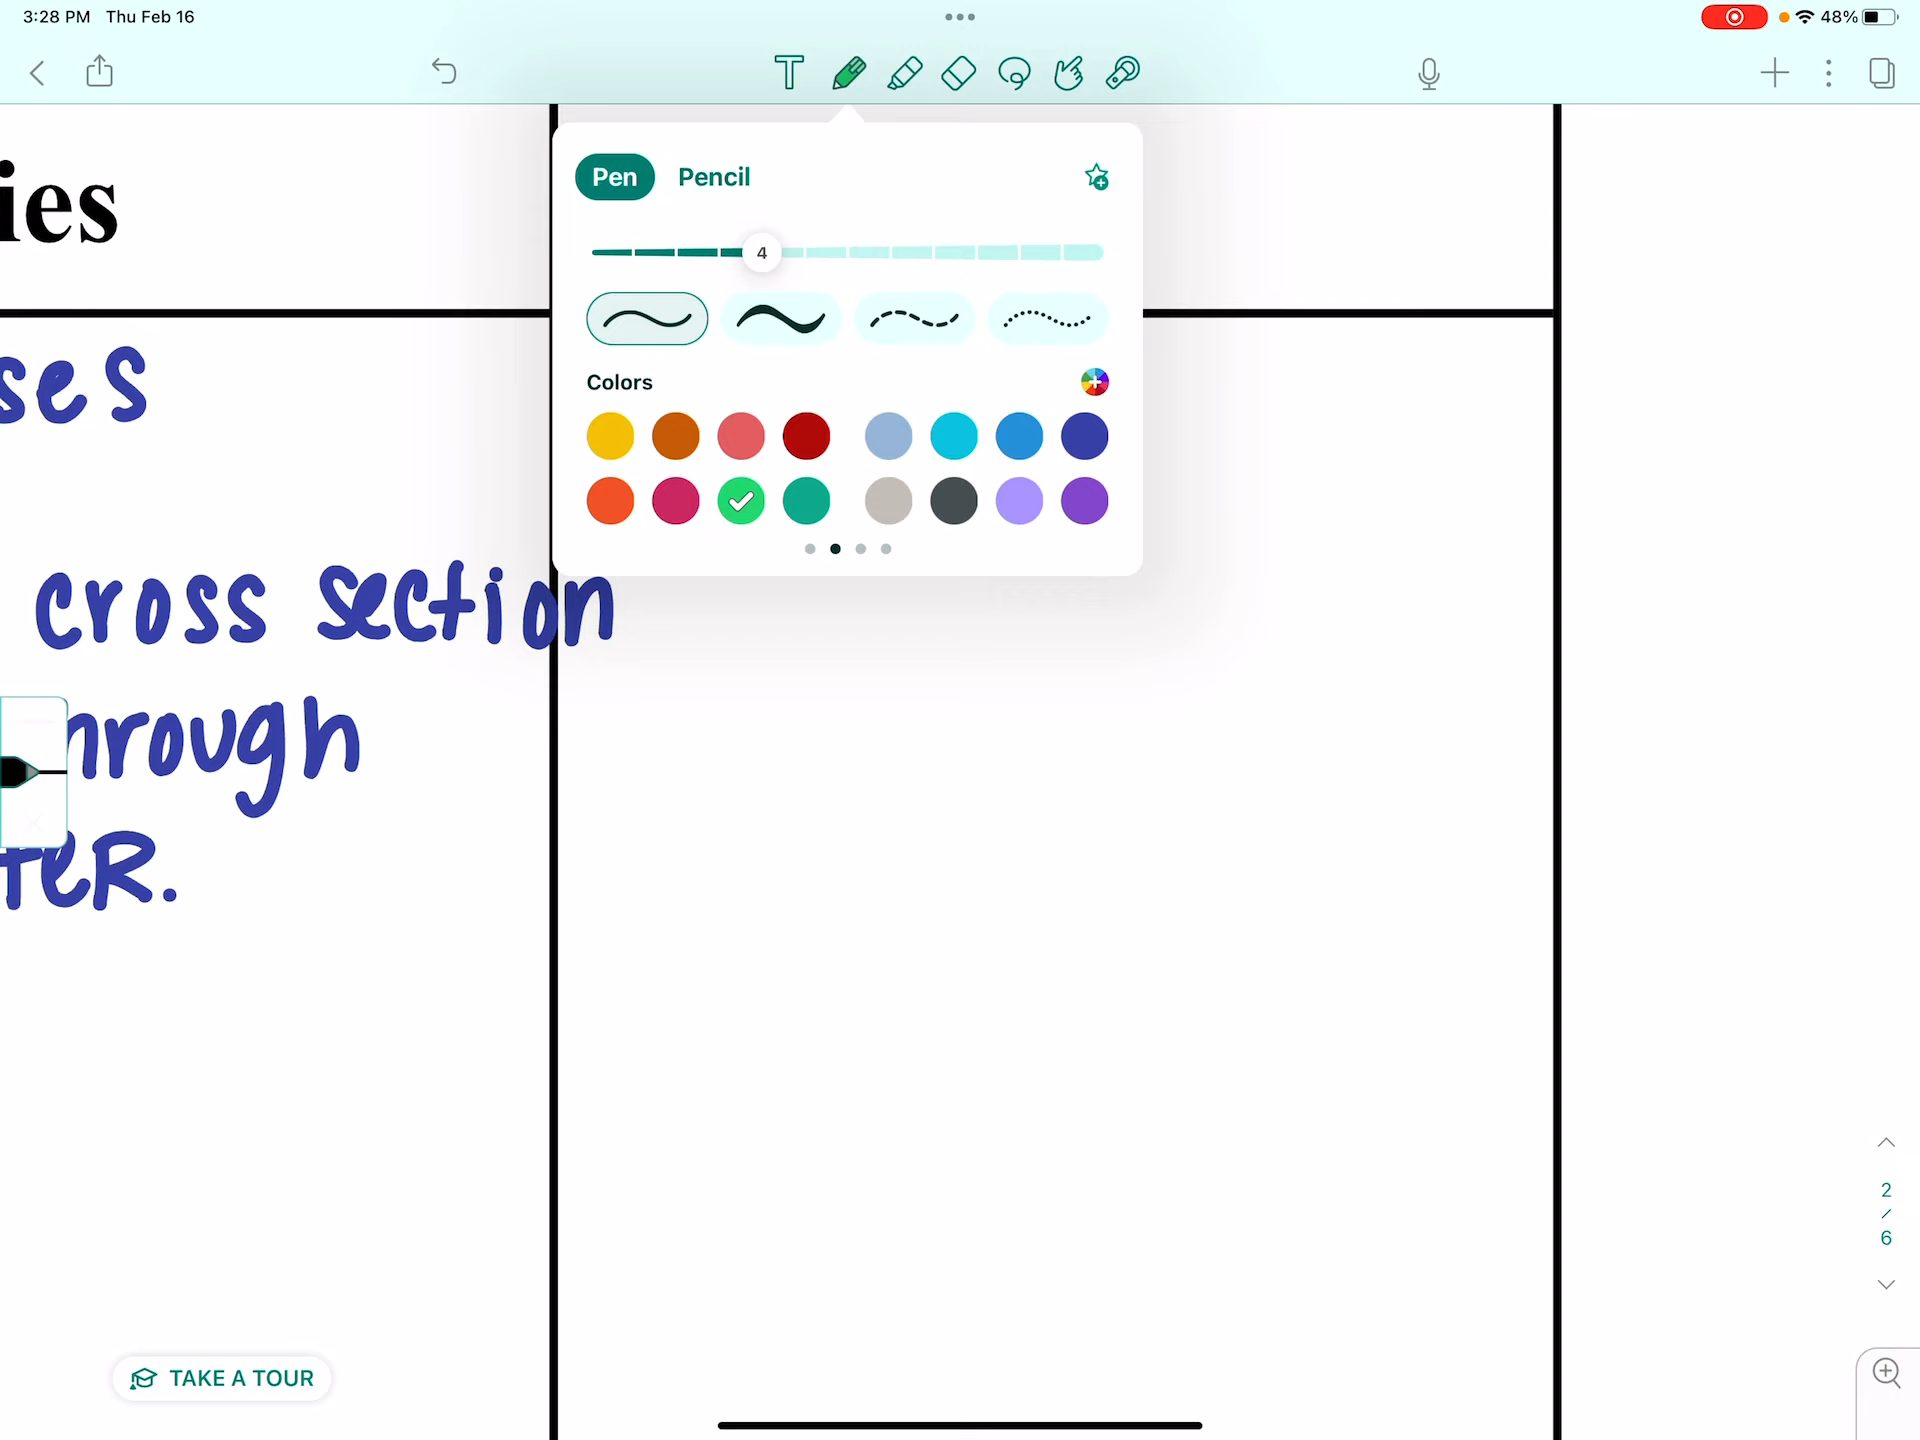 3:28 PM Thu Feb 16
48%
T
Pen Pencil
4
ies
Colors
ses
cross section
hrough
TER.
2
/
6
TAKE A TOUR